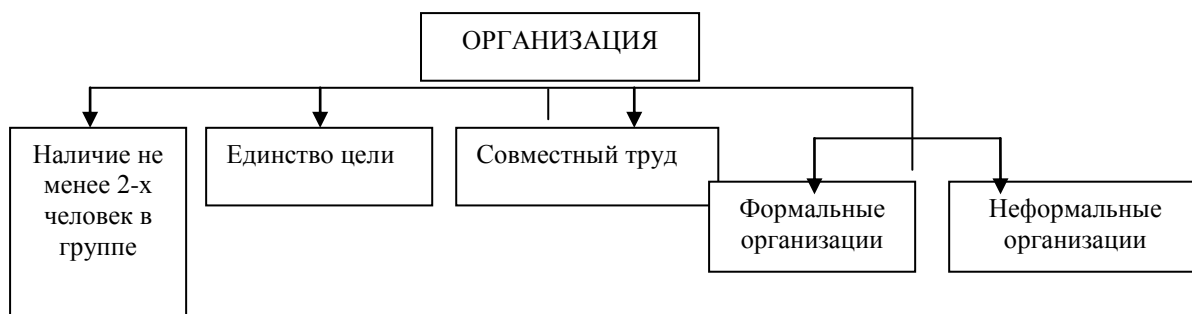 ОРГАНИЗАЦИЯ
Наличие не
менее 2-х
человек в
группе
Единство цели
Совместный труд
Формальные
организации
Неформальные
организации